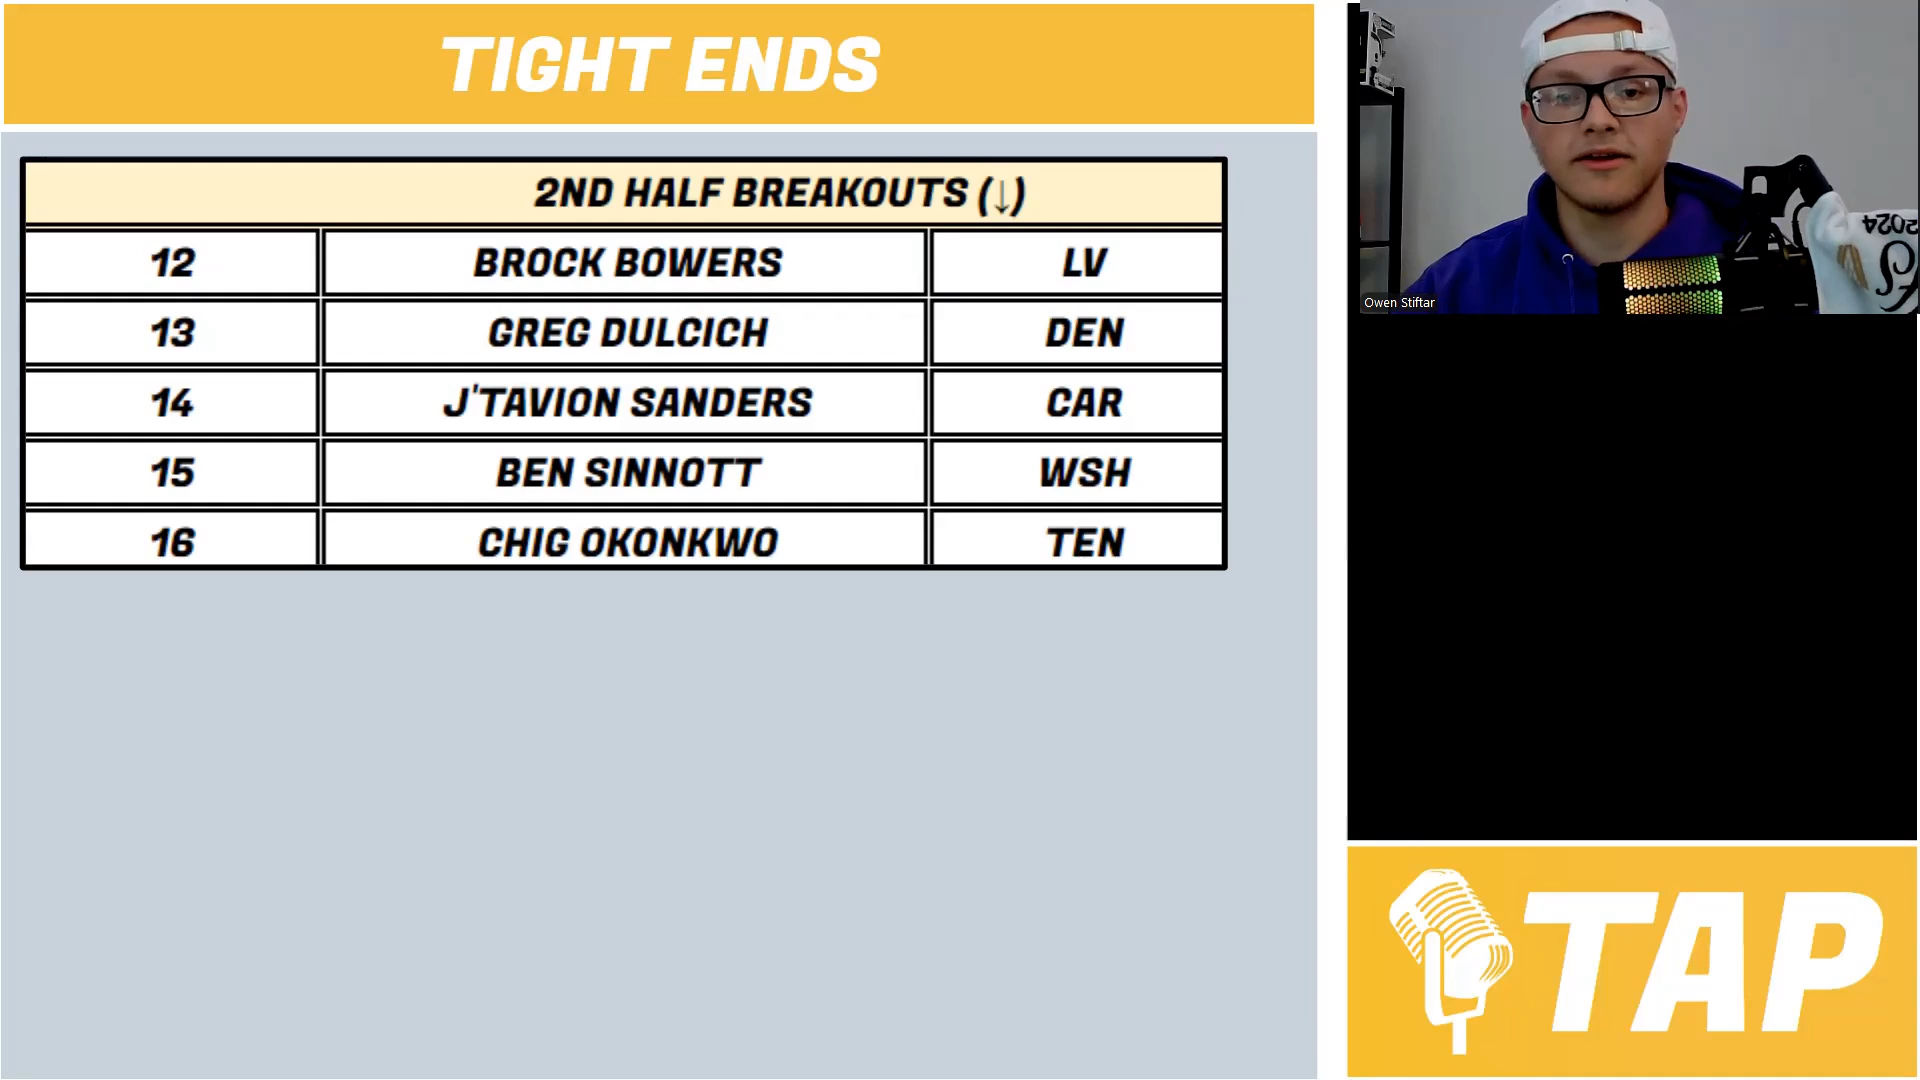 TIGHT ENDS
2ND HALF BREAKOUTS (↓)
12 BROCK BOWERS LV
13 GREG DULCICH DEN
14 J'TAVION SANDERS CAR
15 BEN SINNOTT WSH
16 CHIG OKONKWO TEN
Owen Stiftar
2024
TAP